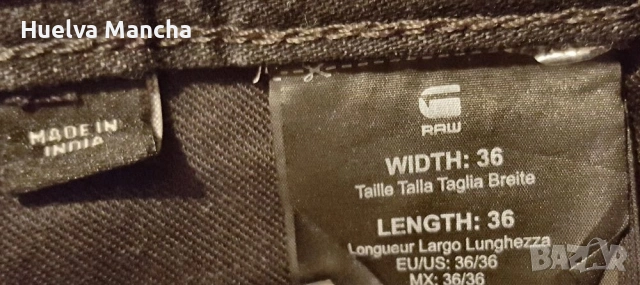 Huelva Mancha
MADE IN
INDIA
RAW
WIDTH: 36
Taille Talla Taglia Breite
LENGTH: 36
Longueur Largo Lunghezza
EU/US: 36/36
MX: 36/36
BAZAR